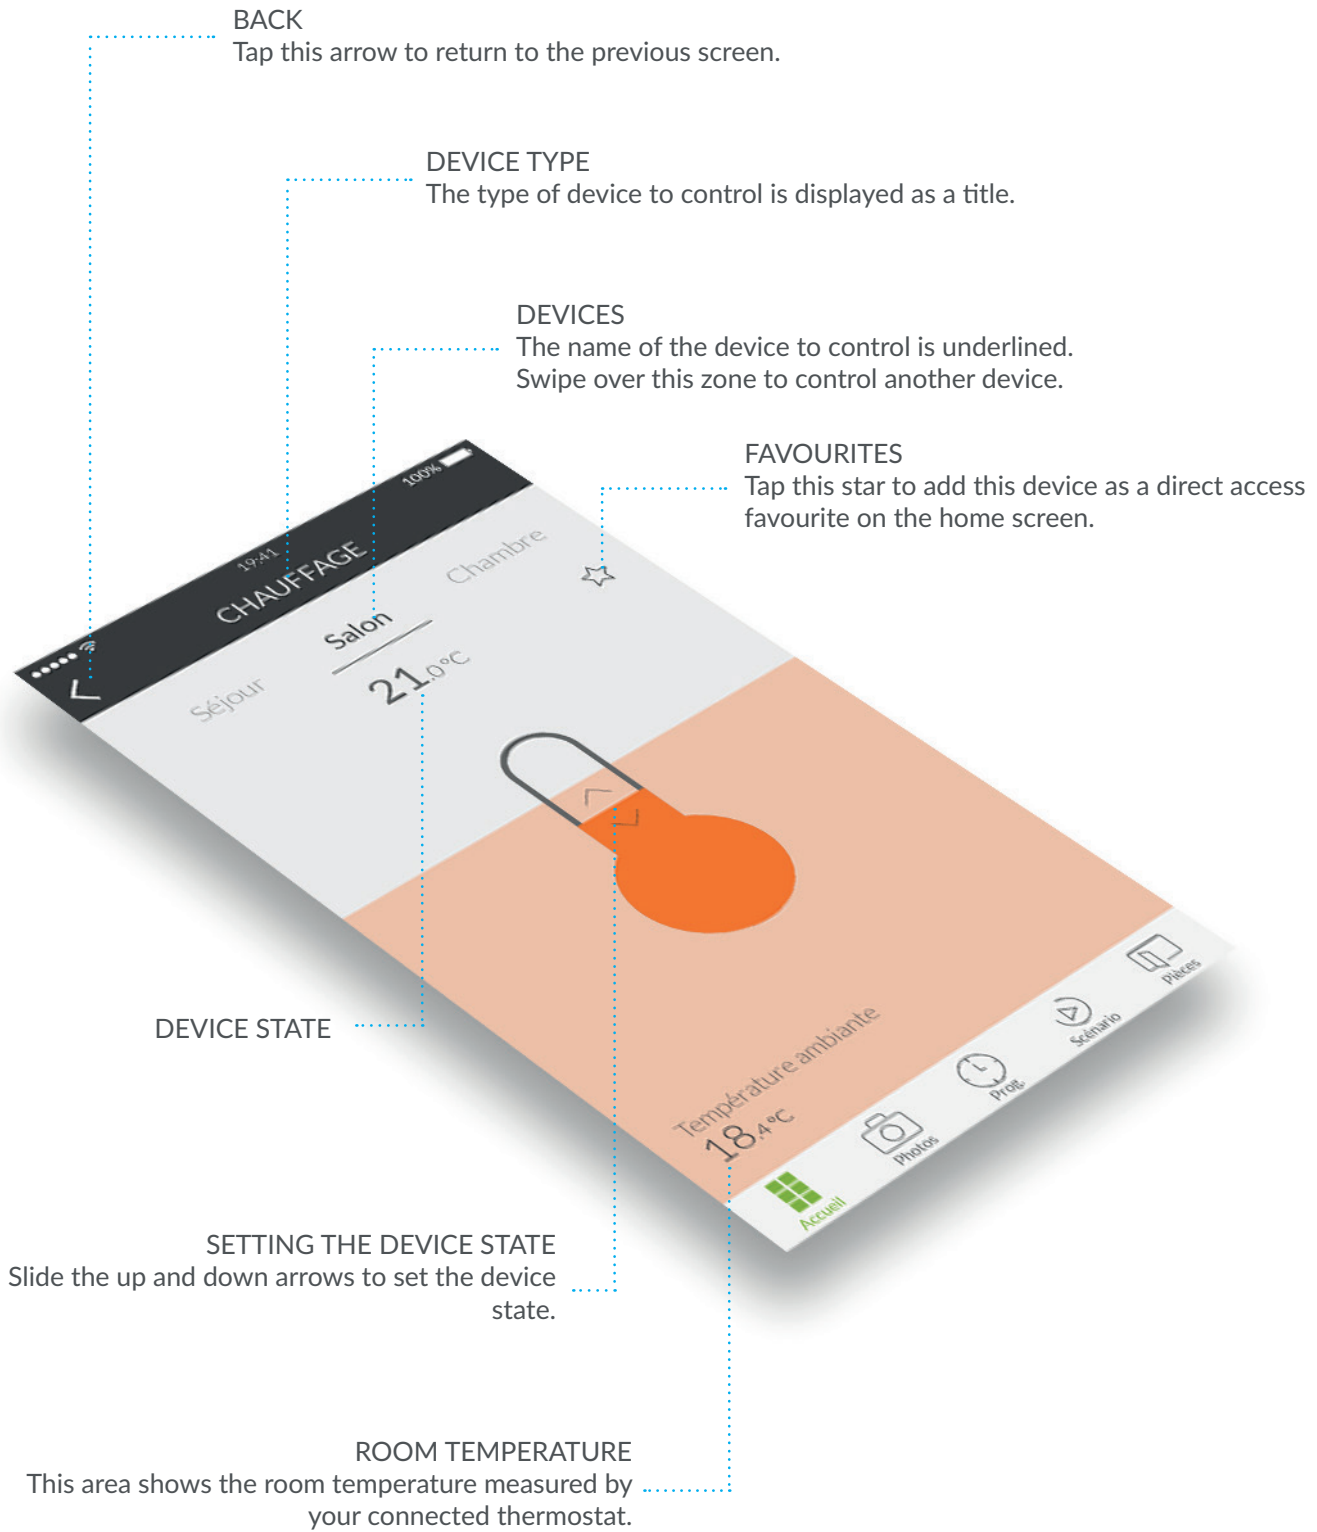 BACK
Tap this arrow to return to the previous screen.
DEVICE TYPE
The type of device to control is displayed as a title.
DEVICES
The name of the device to control is underlined.
Swipe over this zone to control another device.
FAVOURITES
Tap this star to add this device as a direct access
favourite on the home screen.
100%
19:41
CHAUFFAGE
Séjour
Salon
Chambre
21.0°C
DEVICE STATE
Température ambiante
18.4°C
Accueil
Photos
Prog.
Scénario
Pièces
SETTING THE DEVICE STATE
Slide the up and down arrows to set the device
state.
ROOM TEMPERATURE
This area shows the room temperature measured by
your connected thermostat.